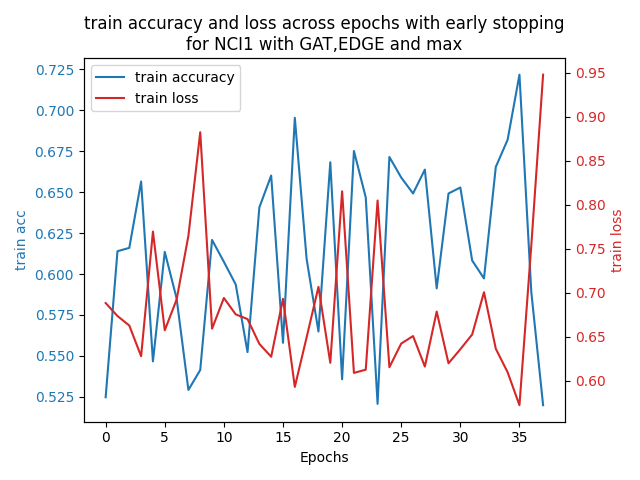 train accuracy and loss across epochs with early stopping
for NCI1 with GAT,EDGE and max
train accuracy
train loss
train acc
0.725
0.700
0.675
0.650
0.625
0.600
0.575
0.550
0.525
0.95
0.90
0.85
0.80
0.75
0.70
0.65
0.60
train loss
0 5 10 15 20 25 30 35
Epochs